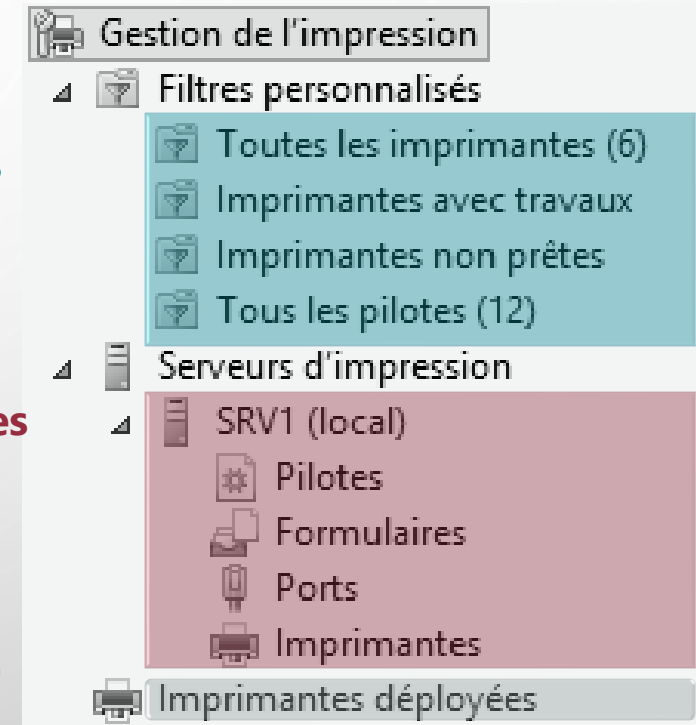 Gestion de l'impression
Filtres personnalisés
Toutes les imprimantes (6)
Imprimantes avec travaux
Imprimantes non prêtes
Tous les pilotes (12)
Serveurs d'impression
es
SRV1 (local)
Pilotes
Formulaires
Ports
Imprimantes
Imprimantes déployées